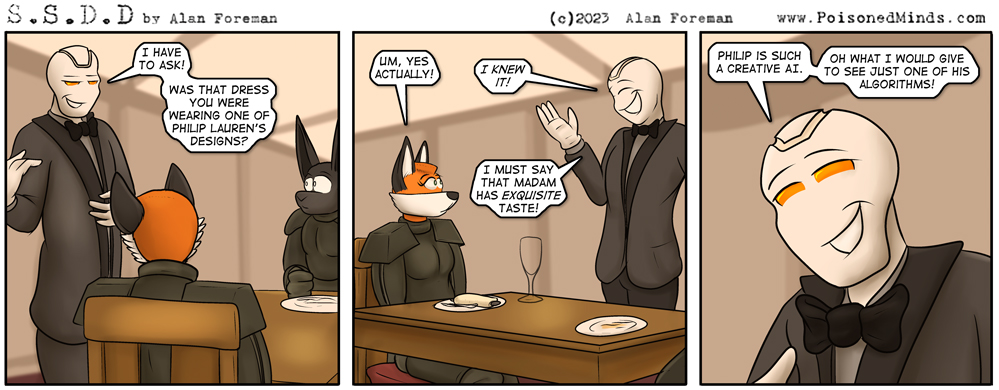 S.S.D.D by Alan Foreman (c)2023 Alan Foreman www.PoisonedMinds.com
I HAVE
TO ASK!
WAS THAT DRESS
YOU WERE
WEARING ONE OF
PHILIP LAUREN'S
DESIGNS?
UM, YES
ACTUALLY!
I KNEW
IT!
I MUST SAY
THAT MADAM
HAS EXQUISITE
TASTE!
PHILIP IS SUCH
A CREATIVE AI.
OH WHAT I WOULD GIVE
TO SEE JUST ONE OF HIS
ALGORITHMS!